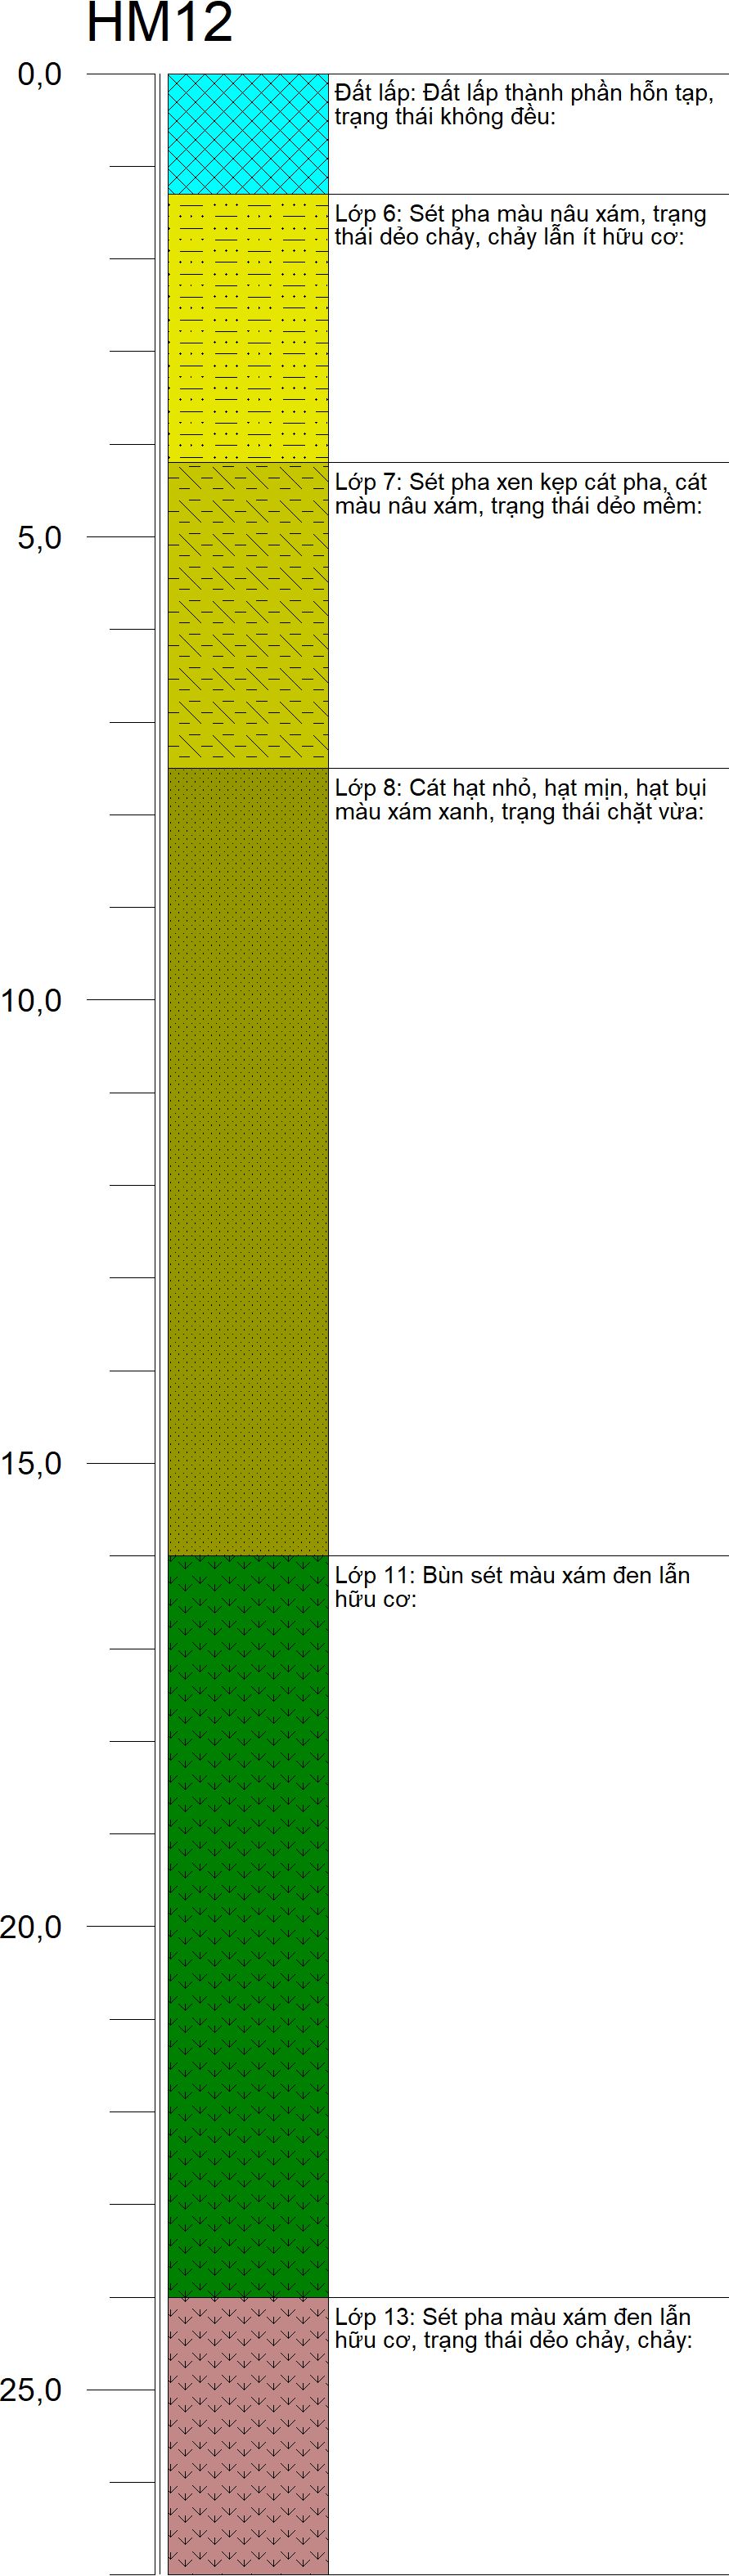 HM12
0,0
Đất lấp: Đất lấp thành phần hỗn tạp,
trạng thái không đều:
Lớp 6: Sét pha màu nâu xám, trạng
thái dẻo chảy, chảy lẫn ít hữu cơ:
Lớp 7: Sét pha xen kẹp cát pha, cát
màu nâu xám, trạng thái dẻo mềm:
5,0
Lớp 8: Cát hạt nhỏ, hạt mịn, hạt bụi
màu xám xanh, trạng thái chặt vừa:
10,0
15,0
Lớp 11: Bùn sét màu xám đen lẫn
hữu cơ:
20,0
Lớp 13: Sét pha màu xám đen lẫn
hữu cơ, trạng thái dẻo chảy, chảy:
25,0